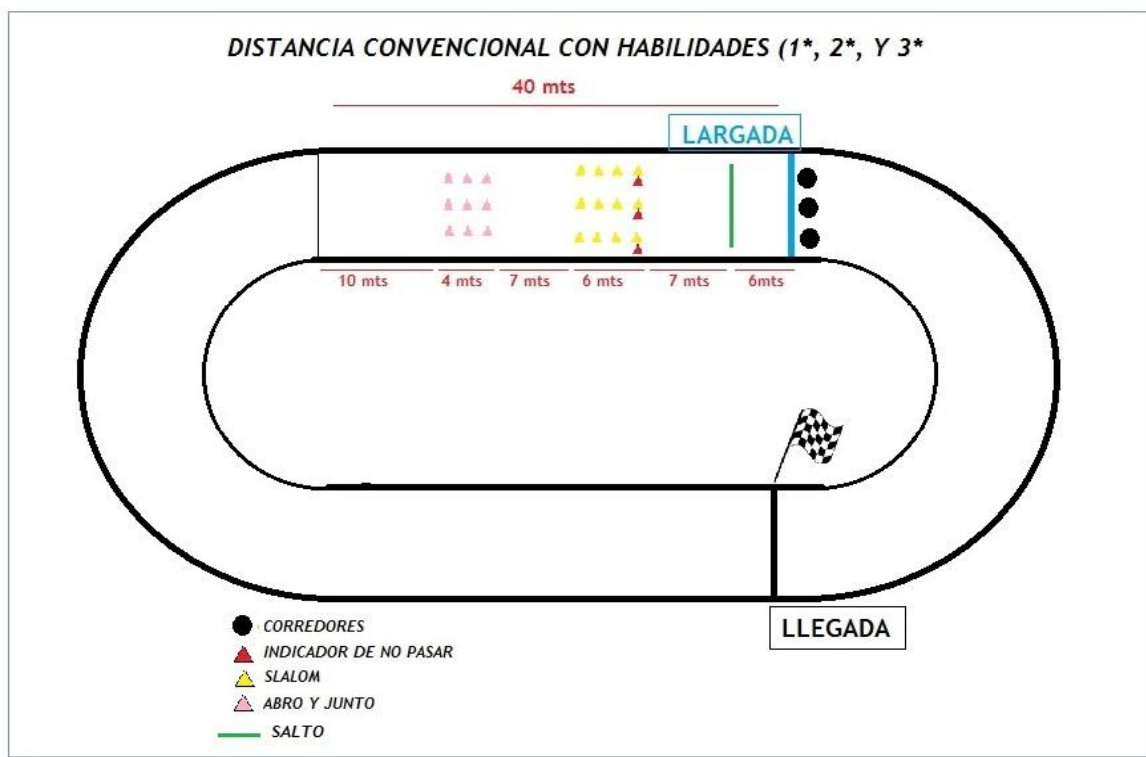 DISTANCIA CONVENCIONAL CON HABILIDADES (1*, 2*, Y 3*
40 mts
LARGADA
10 mts
4 mts
7 mts
6 mts
7 mts
6mts
LLEGADA
CORREDORES
INDICADOR DE NO PASAR
SLALOM
ABRO Y JUNTO
SALTO